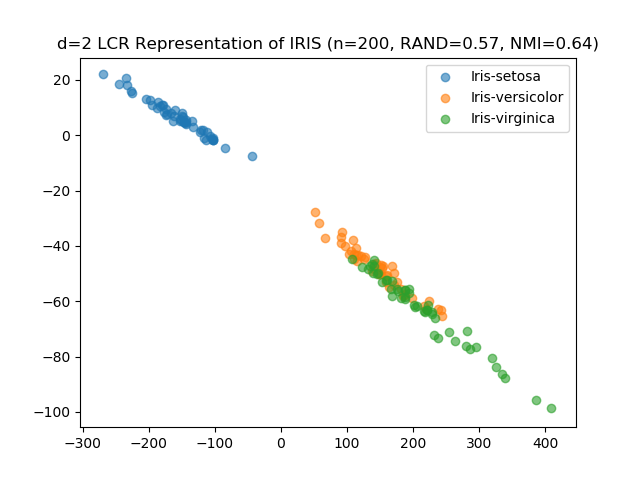 d=2 LCR Representation of IRIS (n=200, RAND=0.57, NMI=0.64)
Iris-setosa
Iris-versicolor
Iris-virginica
20
0
−20
−40
−60
−80
−100
−300 −200 −100 0 100 200 300 400